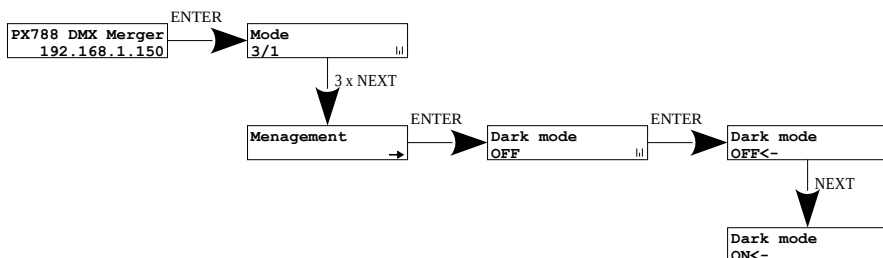 ENTER
PX788 DMX Merger
192.168.1.150
Mode
3/1
3 x NEXT
Menagement
ENTER
Dark mode
OFF
ENTER
Dark mode
OFF<-
NEXT
Dark mode
ON<-